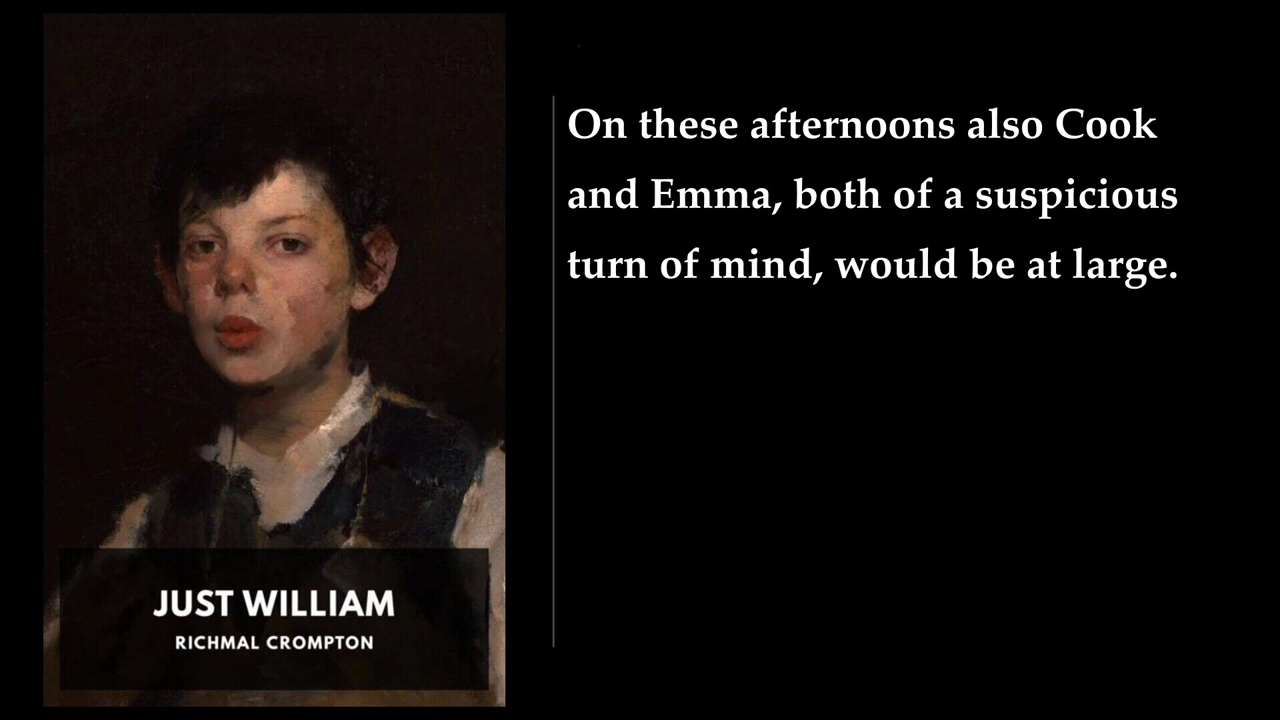 On these afternoons also Cook
and Emma, both of a suspicious
turn of mind, would be at large.
JUST WILLIAM
RICHMAL CROMPTON